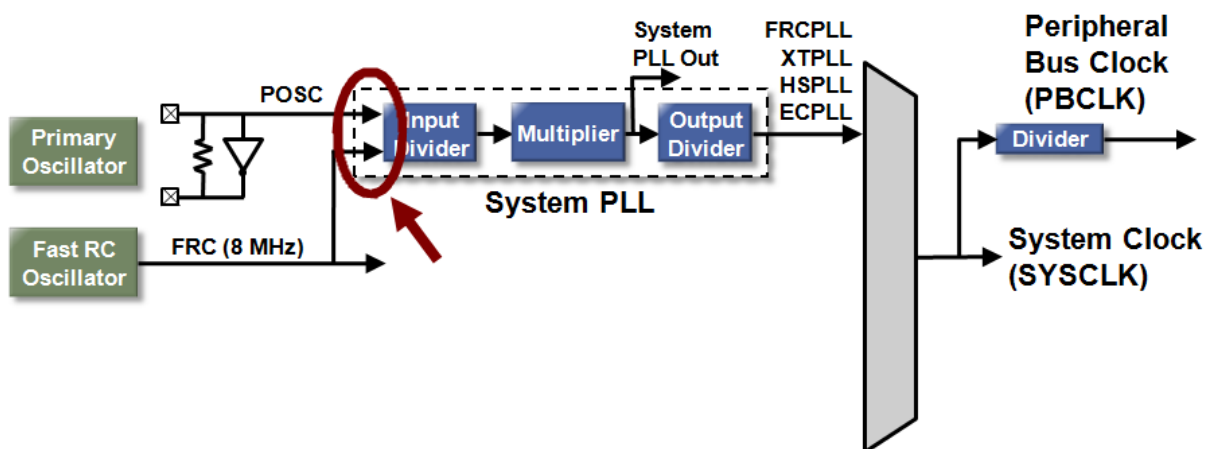 System
PLL Out
FRCPLL
XTPLL
HSPLL
ECPLL
Peripheral
Bus Clock
(PBCLK)
POSC
Primary
Oscillator
Input
Divider
Multiplier
Output
Divider
Divider
System PLL
Fast RC
Oscillator
FRC (8 MHz)
System Clock
(SYSCLK)